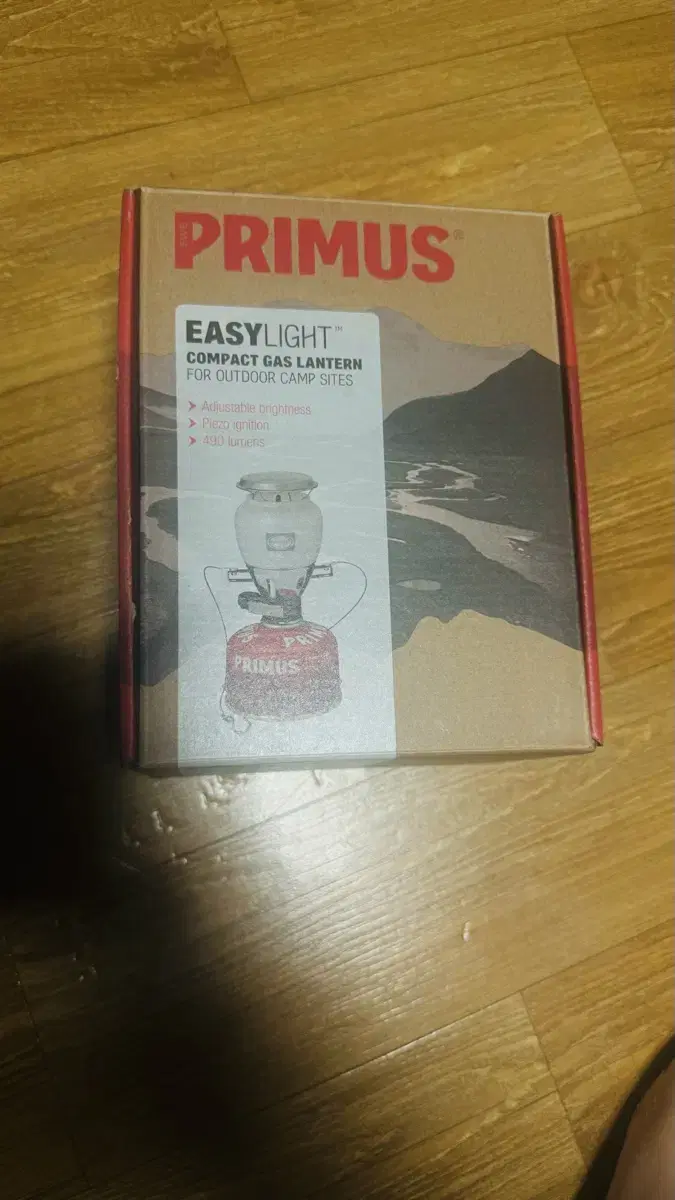 PRIMUS®
EASYLIGHT™
COMPACT GAS LANTERN
FOR OUTDOOR CAMP SITES
Adjustable brightness
Piezo ignition
490 lumens
PRIMUS